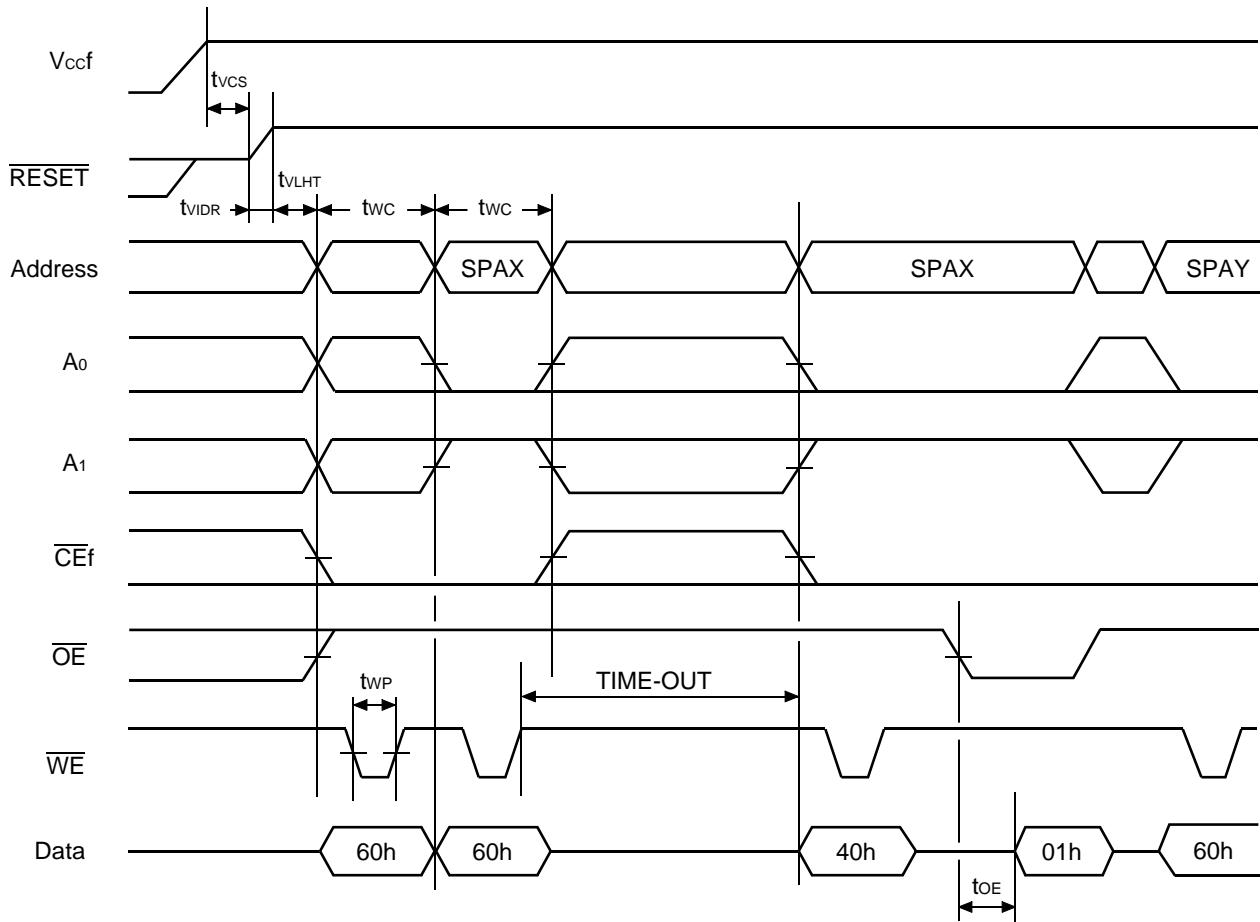 VCCf
tVCS
RESET
tVLHT
tVIDR
tWC
tWC
Address
SPAX
SPAX
SPAY
A0
A1
CEf
OE
tWP
TIME-OUT
WE
Data
60h
60h
40h
01h
60h
tOE